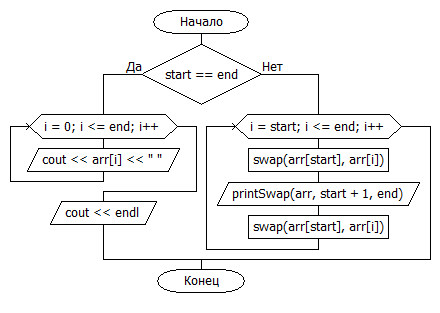 Начало
Да
start == end
Нет
i = 0; i <= end; i++
i = start; i <= end; i++
cout << arr[i] << " "
swap(arr[start], arr[i])
printSwap(arr, start + 1, end)
cout << endl
swap(arr[start], arr[i])
Конец